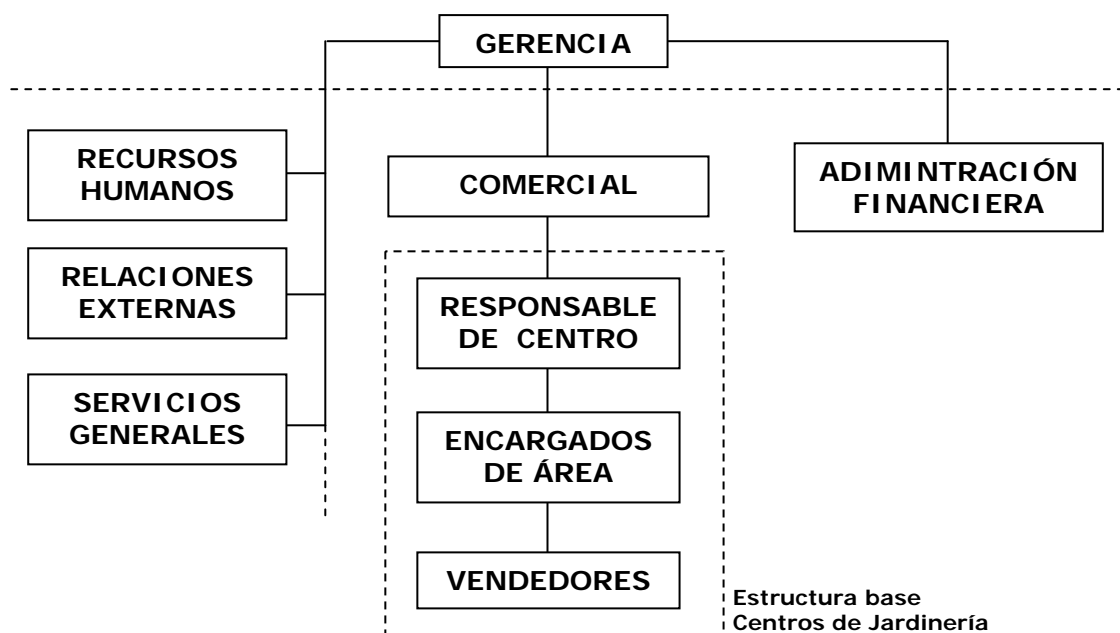 GERENCIA
RECURSOS
HUMANOS
RELACIONES
EXTERNAS
SERVICIOS
GENERALES
COMERCIAL
RESPONSABLE
DE CENTRO
ENCARGADOS
DE ÁREA
VENDEDORES
ADIMINTRACIÓN
FINANCIERA
Estructura base
Centros de Jardinería